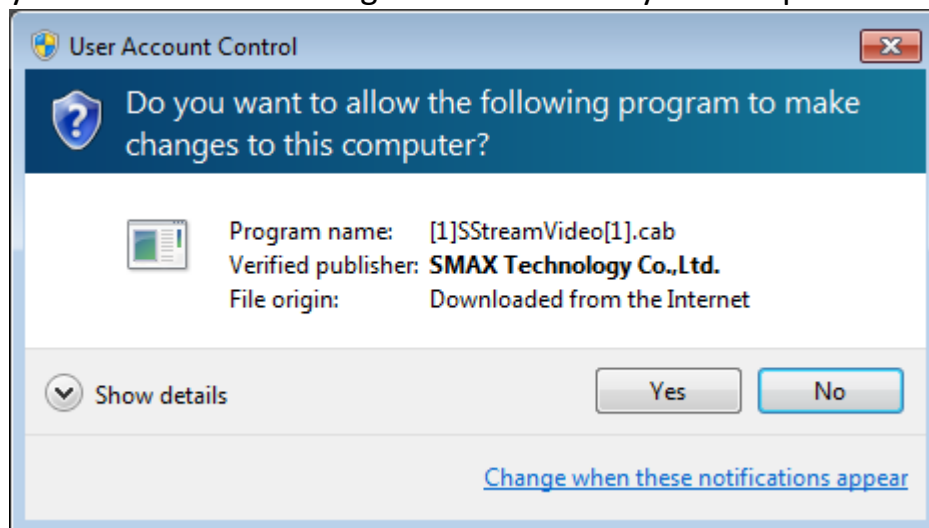 User Account Control
Do you want to allow the following program to make
changes to this computer?
Program name: [1]SStreamVideo[1].cab
Verified publisher: SMAX Technology Co.,Ltd.
File origin: Downloaded from the Internet
Show details
Yes No
Change when these notifications appear